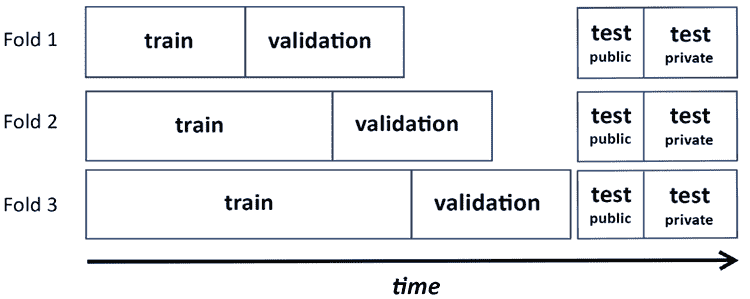 Fold 1
train
validation
test
public
test
private
Fold 2
train
validation
test
public
test
private
Fold 3
train
validation
test
public
test
private
time